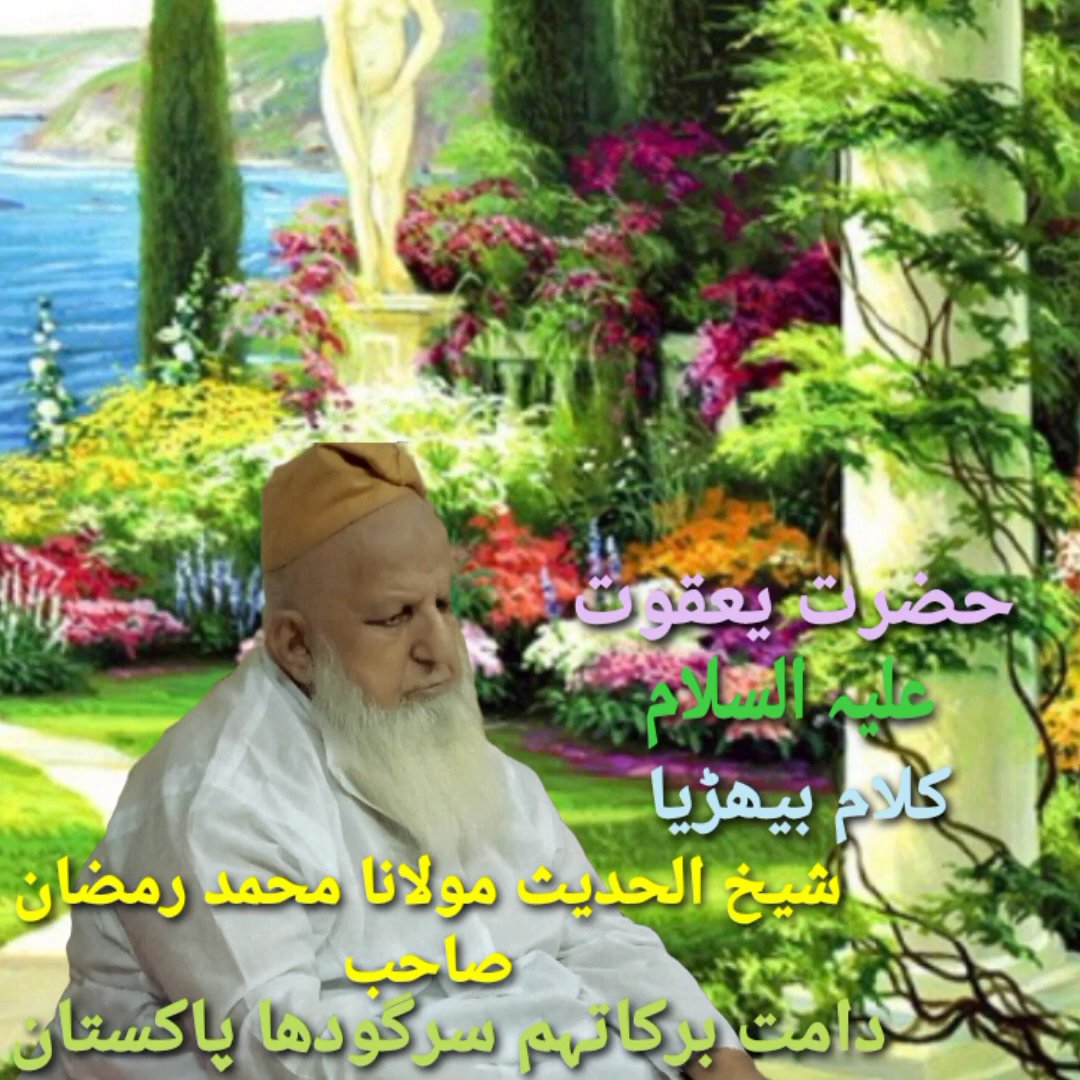 حضرت یعقوت
علیہ السلام
کلام بیھڑیا
شیخ الحدیث مولانا محمد رمضان
صاحب
دامت برکاتہم سرگودھا پاکستان